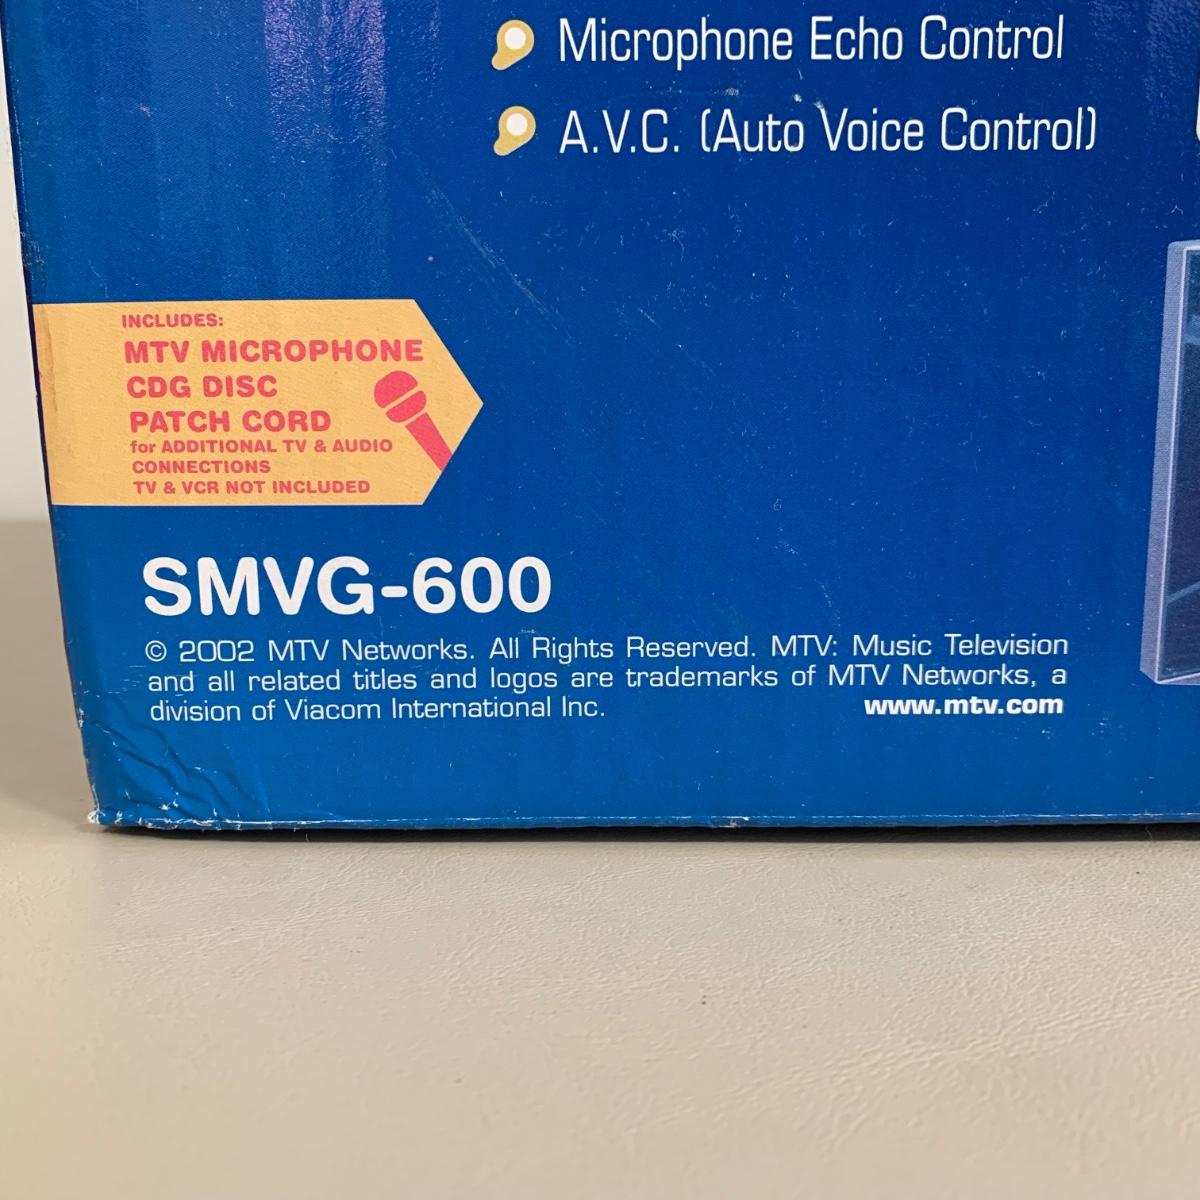 Microphone Echo Control
A.V.C. (Auto Voice Control)
INCLUDES:
MTV MICROPHONE
CDG DISC
PATCH CORD
for ADDITIONAL TV & AUDIO
CONNECTIONS
TV & VCR NOT INCLUDED
SMVG-600
© 2002 MTV Networks. All Rights Reserved. MTV: Music Television
and all related titles and logos are trademarks of MTV Networks, a
division of Viacom International Inc.
www.mtv.com